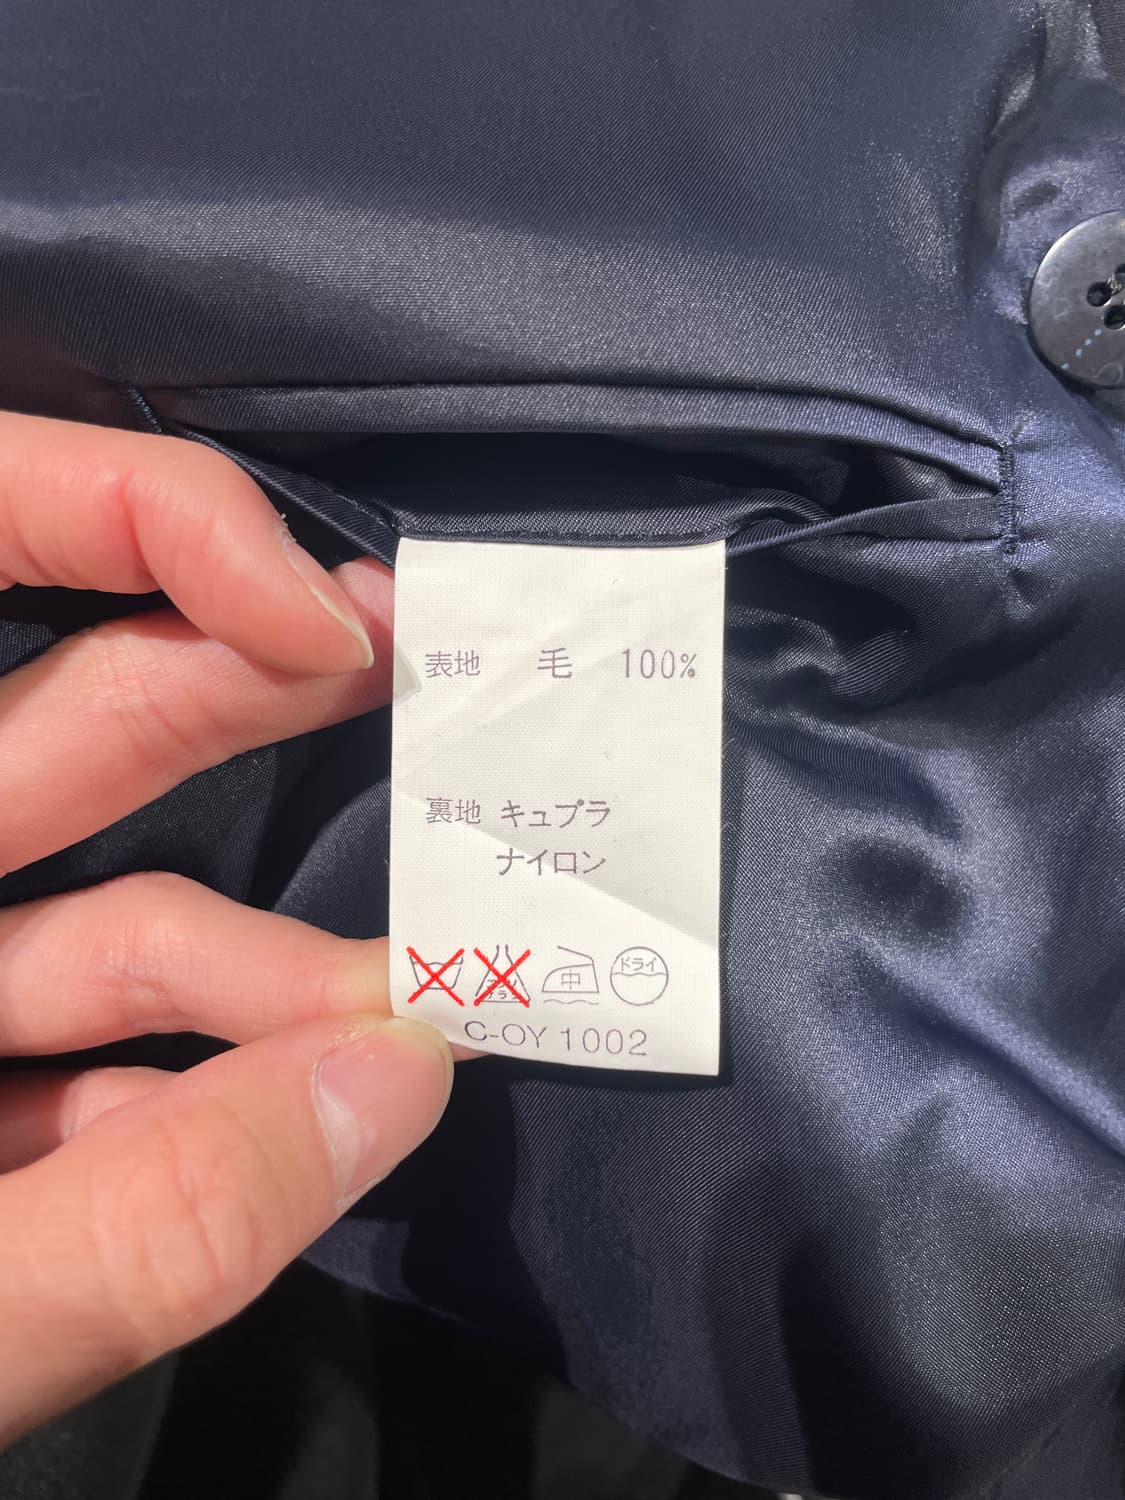 表地 毛 100%
裏地 キュプラ
ナイロン
中 ドライ
C-OY 1002